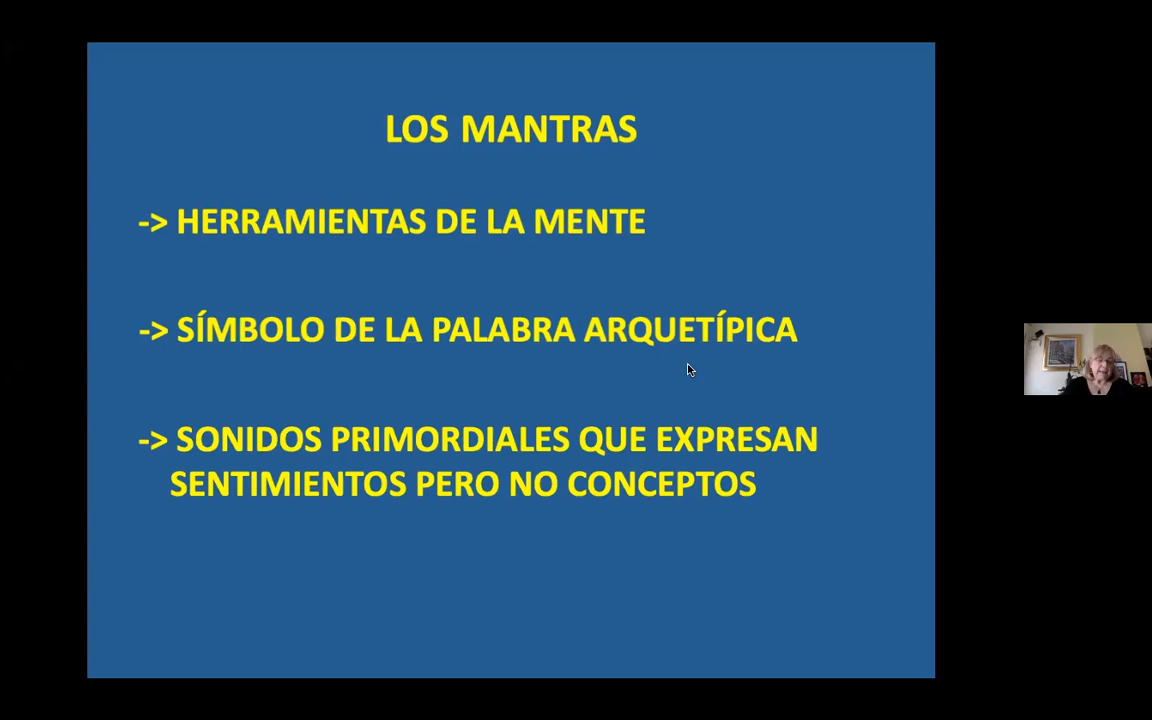 LOS MANTRAS
-> HERRAMIENTAS DE LA MENTE
-> SÍMBOLO DE LA PALABRA ARQUETÍPICA
-> SONIDOS PRIMORDIALES QUE EXPRESAN
SENTIMIENTOS PERO NO CONCEPTOS